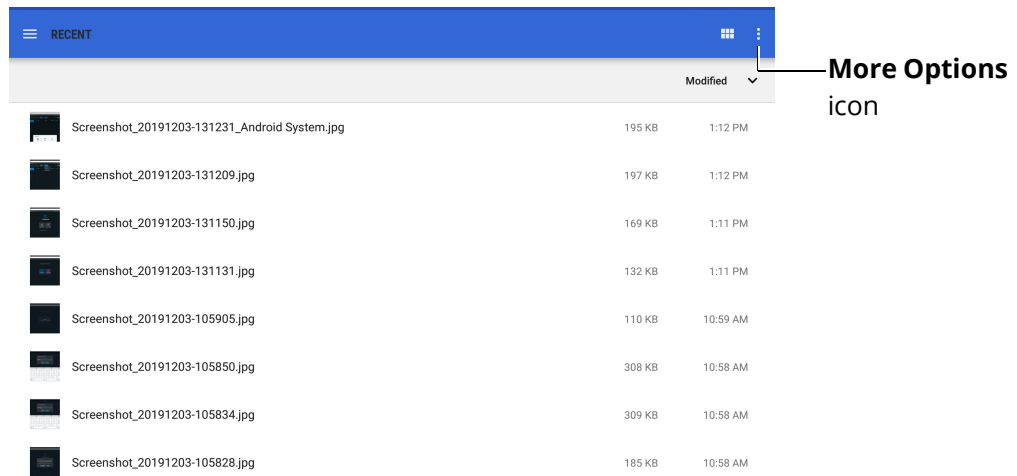 RECENT
More Options
icon
Modified
Screenshot_20191203-131231_Android System.jpg 195 KB 1:12 PM
Screenshot_20191203-131209.jpg 197 KB 1:12 PM
Screenshot_20191203-131150.jpg 169 KB 1:11 PM
Screenshot_20191203-131131.jpg 132 KB 1:11 PM
Screenshot_20191203-105905.jpg 110 KB 10:59 AM
Screenshot_20191203-105850.jpg 308 KB 10:58 AM
Screenshot_20191203-105834.jpg 309 KB 10:58 AM
Screenshot_20191203-105828.jpg 185 KB 10:58 AM